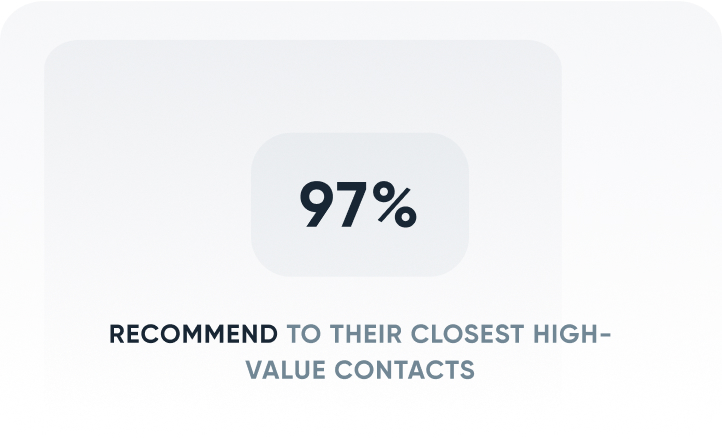 97%
RECOMMEND TO THEIR CLOSEST HIGH-
VALUE CONTACTS